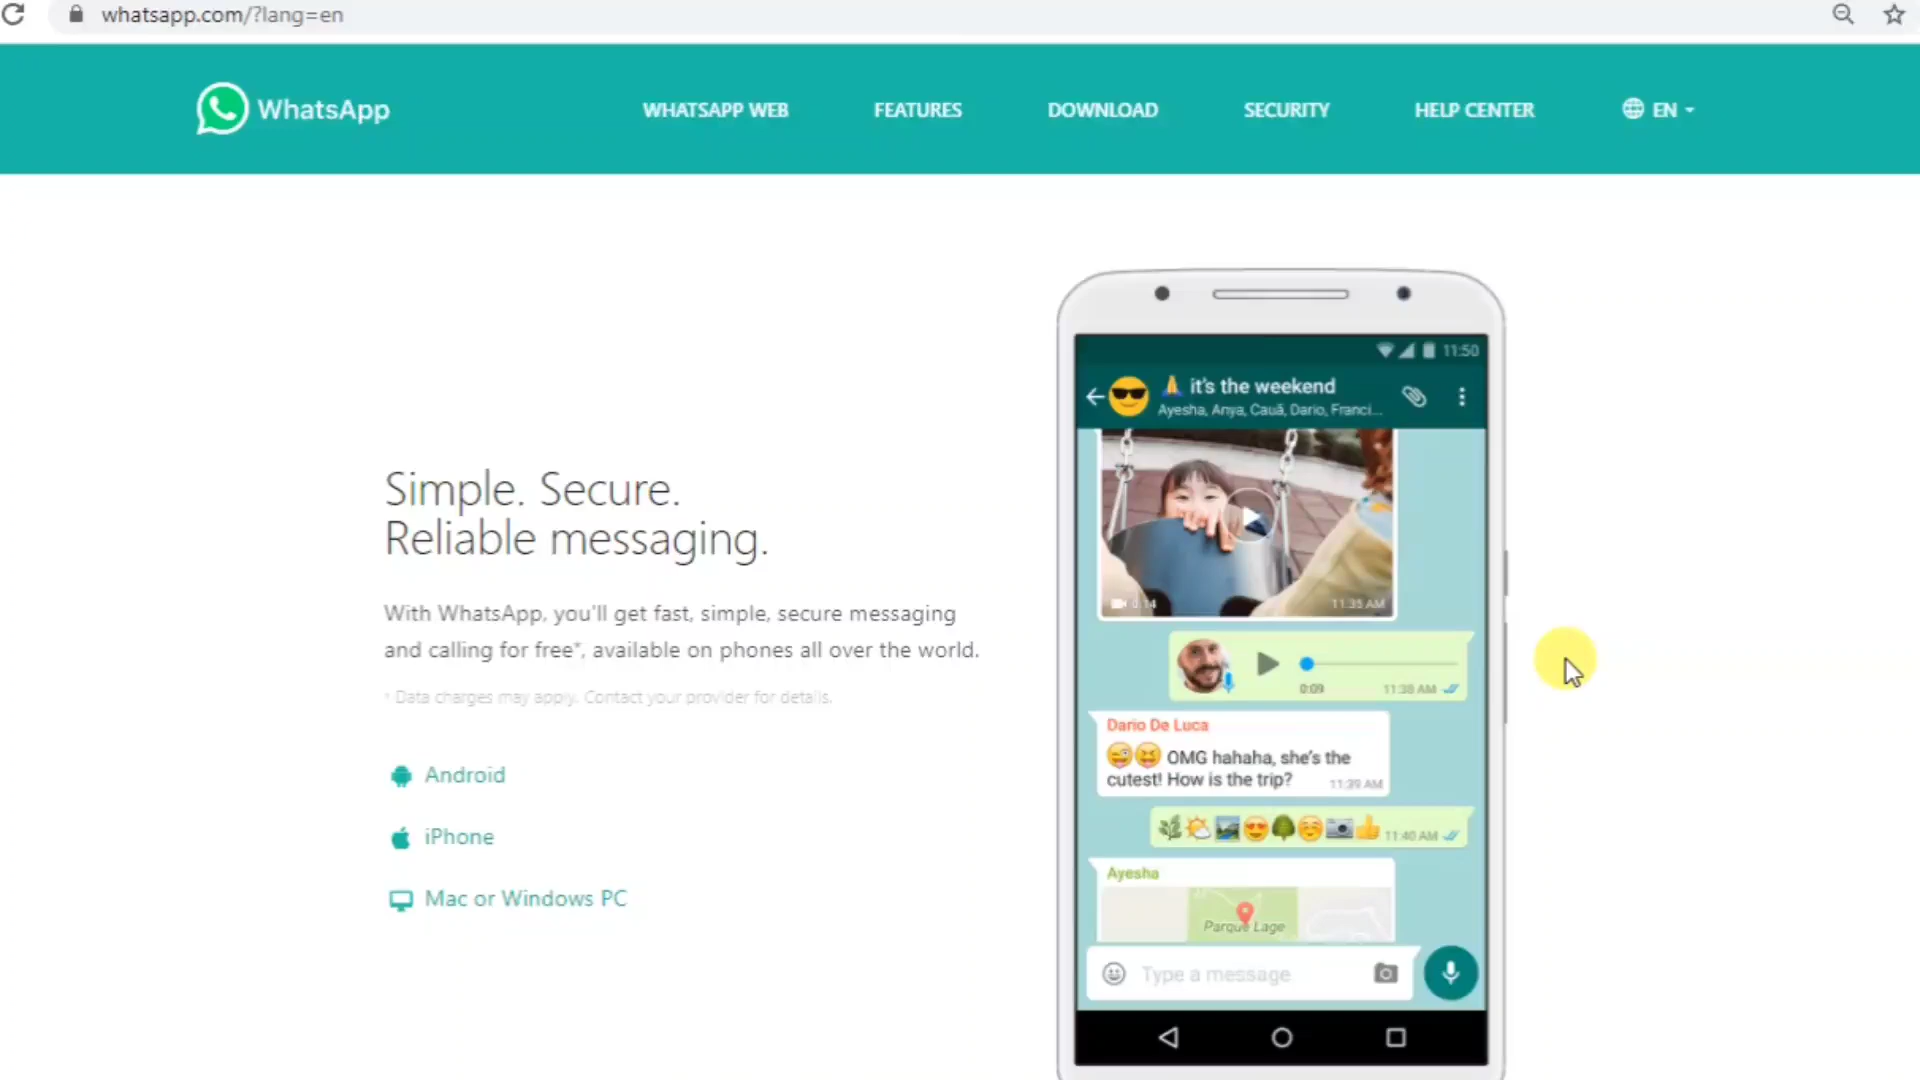 whatsapp.com/?lang=en
WhatsApp
WHATSAPP WEB
FEATURES
DOWNLOAD
SECURITY
HELP CENTER
EN
Simple. Secure.
Reliable messaging.
With WhatsApp, you'll get fast, simple, secure messaging
and calling for free*, available on phones all over the world.
* Data charges may apply. Contact your provider for details.
Android
iPhone
Mac or Windows PC
11:50
🙏 it's the weekend
Ayesha, Anya, Cauã, Dario, Franci...
0:14
11:35 AM
0:09
11:38 AM
Dario De Luca
OMG hahaha, she's the
cutest! How is the trip?
11:39 AM
11:40 AM
Ayesha
Parque Lage
Type a message